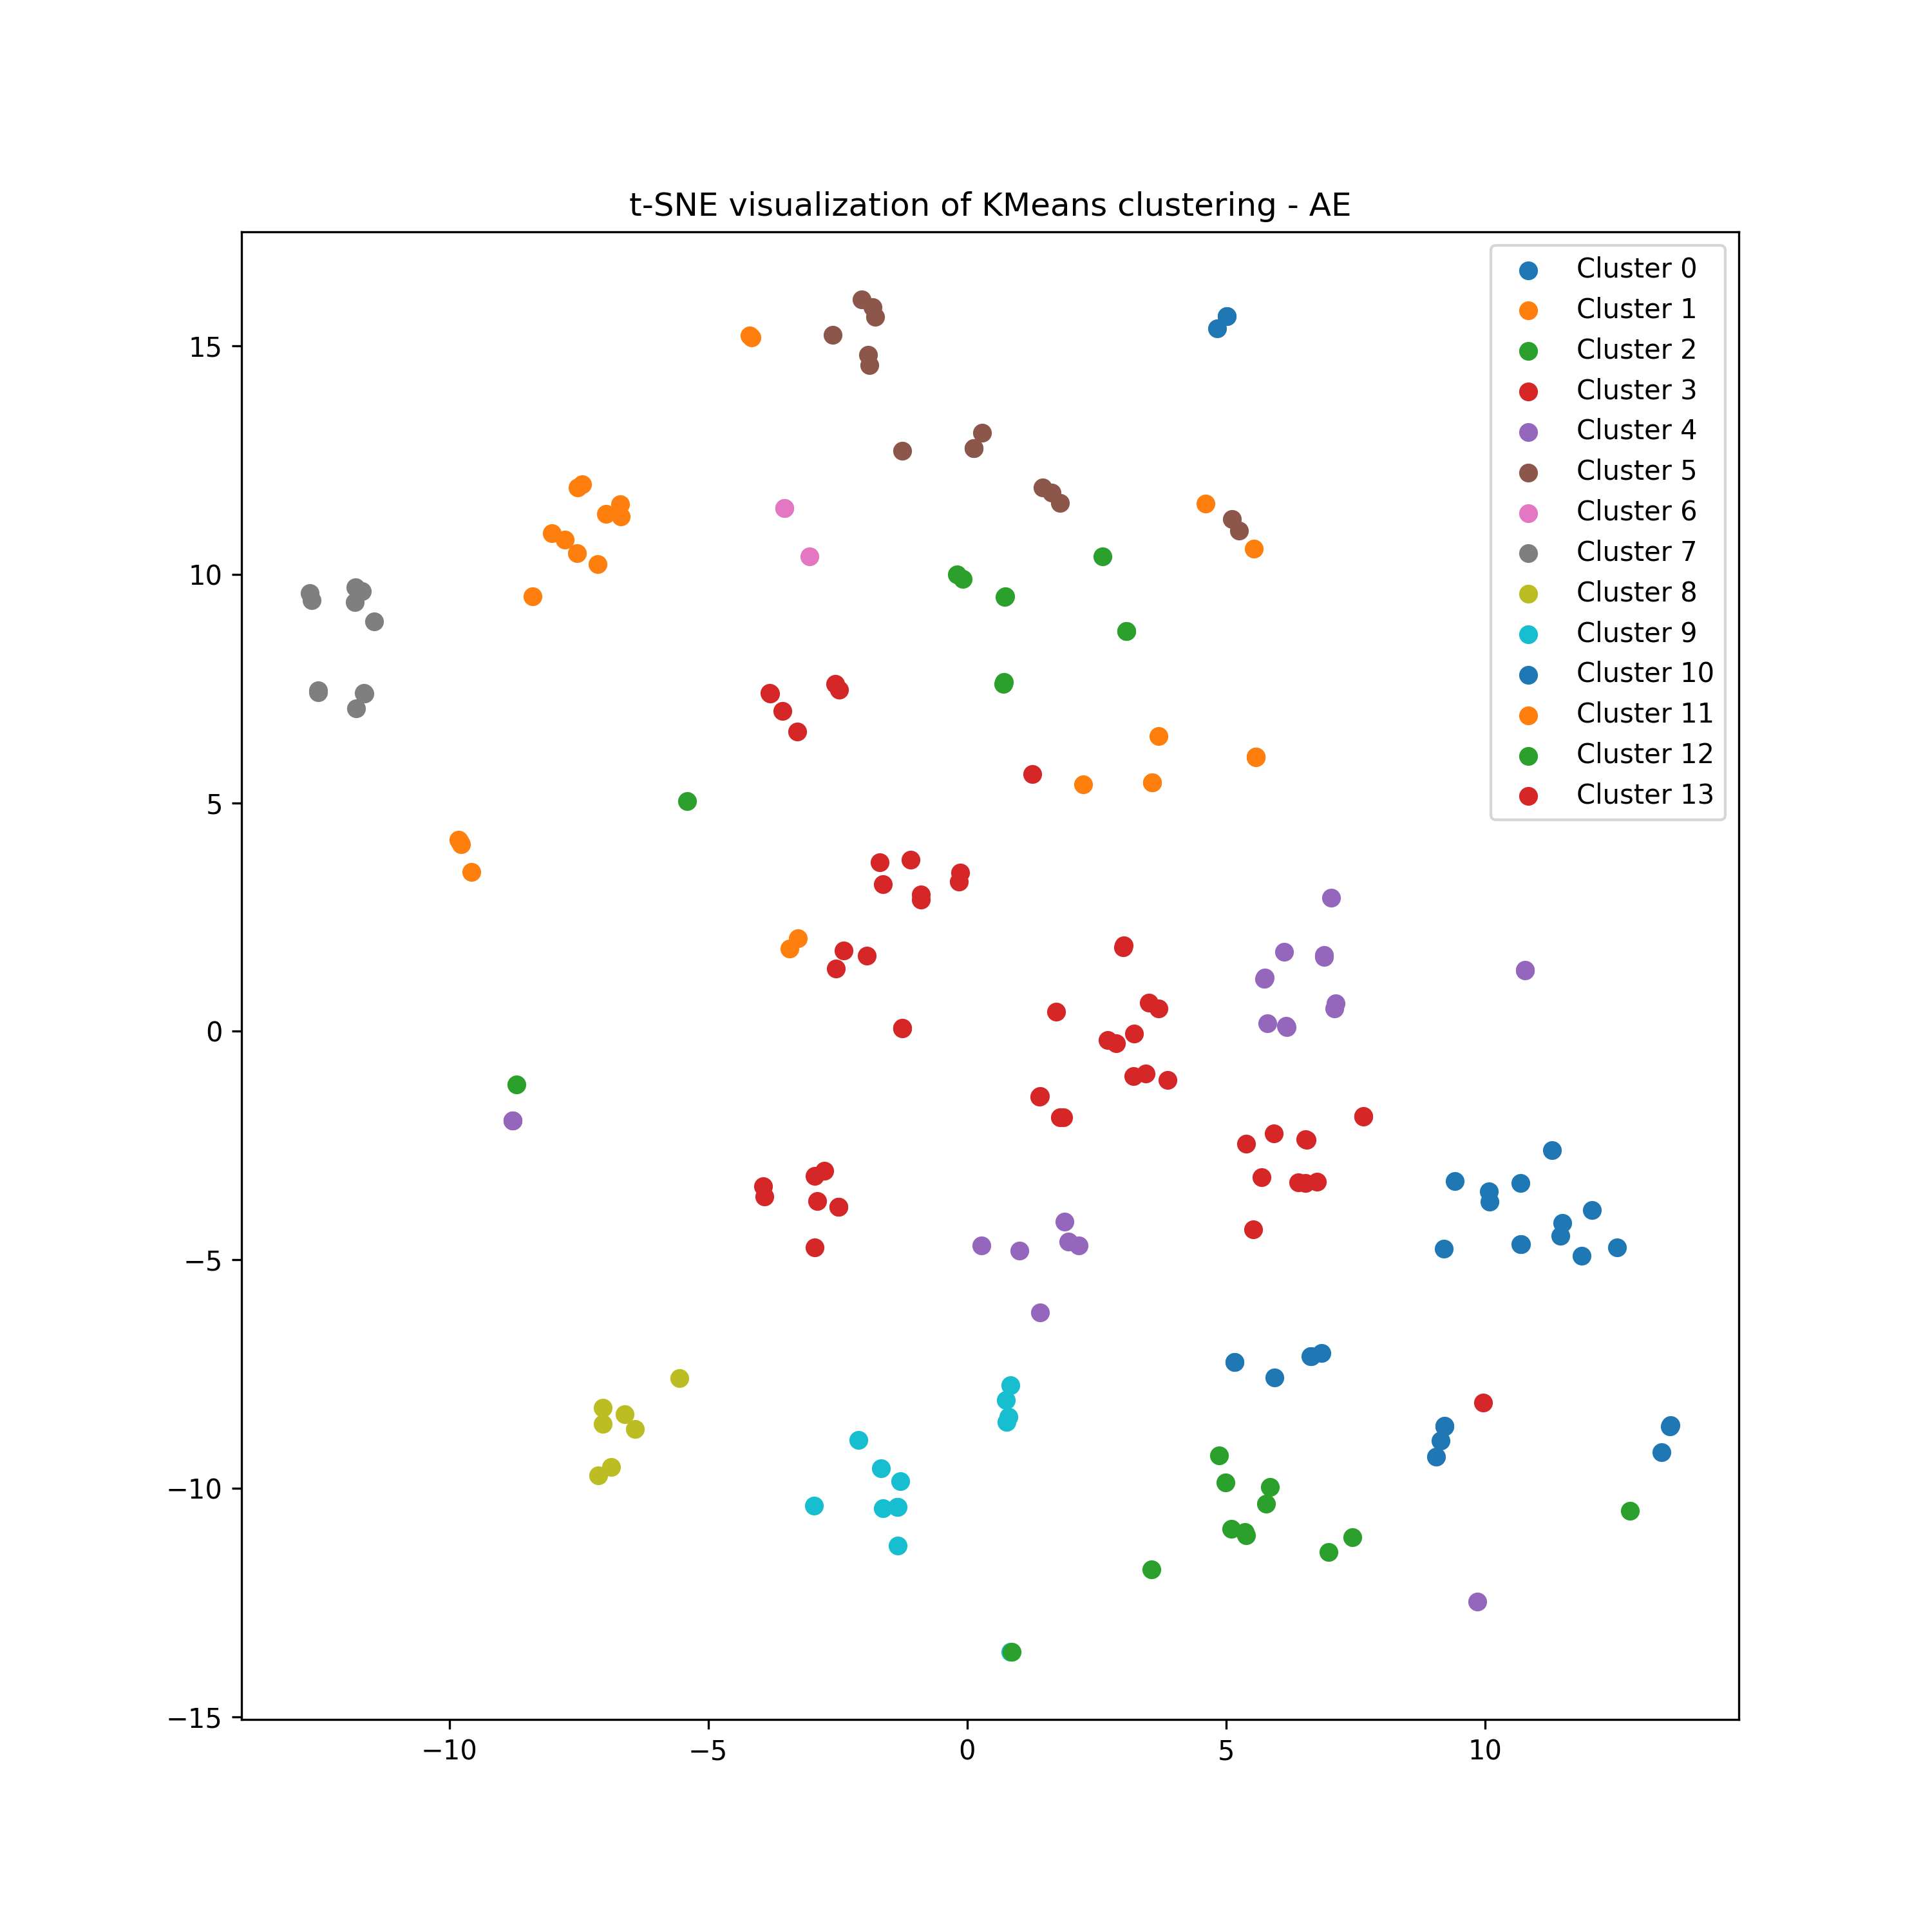 t-SNE visualization of KMeans clustering - AE
Cluster 0
Cluster 1
Cluster 2
Cluster 3
Cluster 4
Cluster 5
Cluster 6
Cluster 7
Cluster 8
Cluster 9
Cluster 10
Cluster 11
Cluster 12
Cluster 13
15
10
5
0
−5
−10
−15
−10
−5
0
5
10